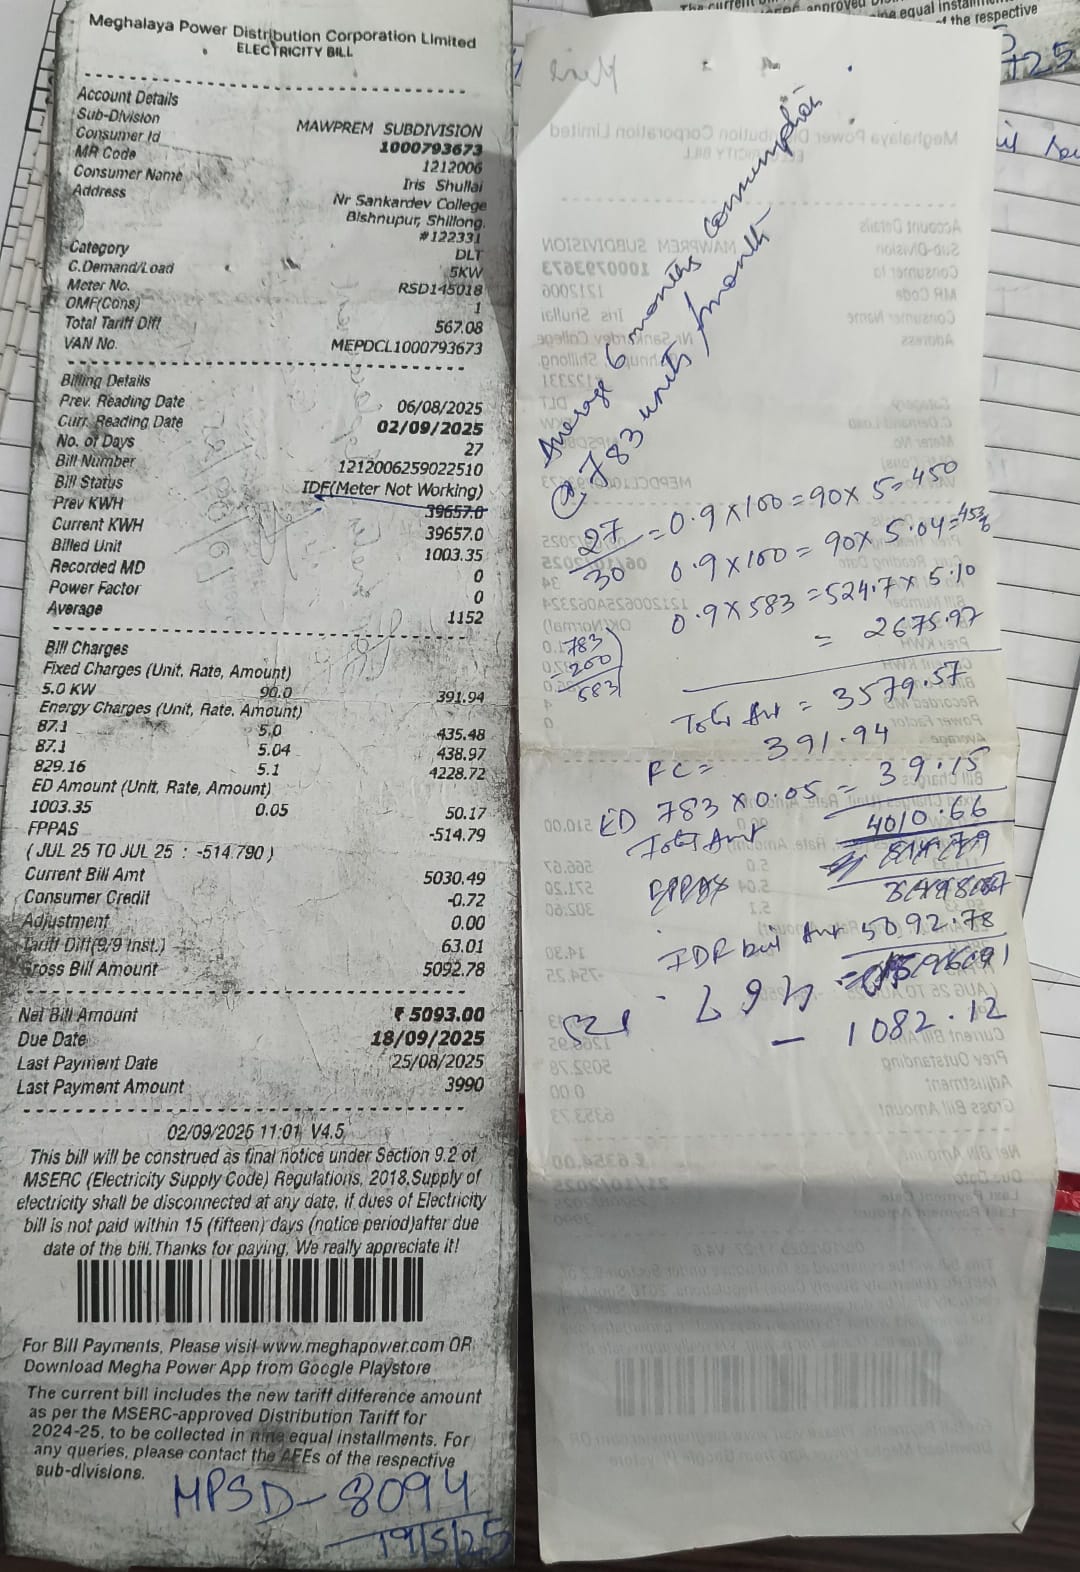 Meghalaya Power Distribution Corporation Limited
ELECTRICITY BILL
Account Details
Sub-Division MAWPREM SUBDIVISION
Consumer Id 1000793673
MR Code 1212006
Consumer Name Iris Shullai
Address Nr Sankardev College
Bishnupur, Shillong.
#122331
Category DLT
C.Demand/Load 5KW
Meter No. RSD145018
OMF(Cons) 1
Total Tariff Diff 567.08
VAN No. MEPDCL1000793673
Billing Details
Prev. Reading Date 06/08/2025
Curr. Reading Date 02/09/2025
No. of Days 27
Bill Number 1212006259022510
Bill Status IDF(Meter Not Working)
Prev KWH 39657.0
Current KWH 39657.0
Billed Unit 1003.35
Recorded MD 0
Power Factor 0
Average 1152
Bill Charges
Fixed Charges (Unit, Rate, Amount)
5.0 KW 90.0 391.94
Energy Charges (Unit, Rate, Amount)
87.1 5.0 435.48
87.1 5.04 438.97
829.16 5.1 4228.72
ED Amount (Unit, Rate, Amount)
1003.35 0.05 50.17
FPPAS -514.79
( JUL 25 TO JUL 25 : -514.790 )
Current Bill Amt 5030.49
Consumer Credit -0.72
Adjustment 0.00
Tariff Diff(9/9 Inst.) 63.01
Gross Bill Amount 5092.78
Net Bill Amount ₹ 5093.00
Due Date 18/09/2025
Last Payment Date 25/08/2025
Last Payment Amount 3990
02/09/2025 11:01 V4.5
This bill will be construed as final notice under Section 9.2 of
MSERC (Electricity Supply Code) Regulations, 2018.Supply of
electricity shall be disconnected at any date, if dues of Electricity
bill is not paid within 15 (fifteen) days (notice period)after due
date of the bill.Thanks for paying, We really appreciate it!
For Bill Payments, Please visit www.meghapower.com OR
Download Megha Power App from Google Playstore
The current bill includes the new tariff difference amount
as per the MSERC-approved Distribution Tariff for
2024-25, to be collected in nine equal installments. For
any queries, please contact the AEEs of the respective
sub-divisions.
MPSD-8094
19/5/25
Average 6 months consumption
@ 783 units/month
27/30 = 0.9 x 100 = 90 x 5 = 450
0.9 x 100 = 90 x 5.04 = 453.6
0.9 x 583 = 524.7 x 5.10
= 2675.97
783
- 200
583
Total Amt = 3579.57
FC = 391.94
ED 783 x 0.05 = 39.15
Total Amt 4010.66
IDF bill Amt 5092.78
- 1082.12
nine equal installm
of the respective